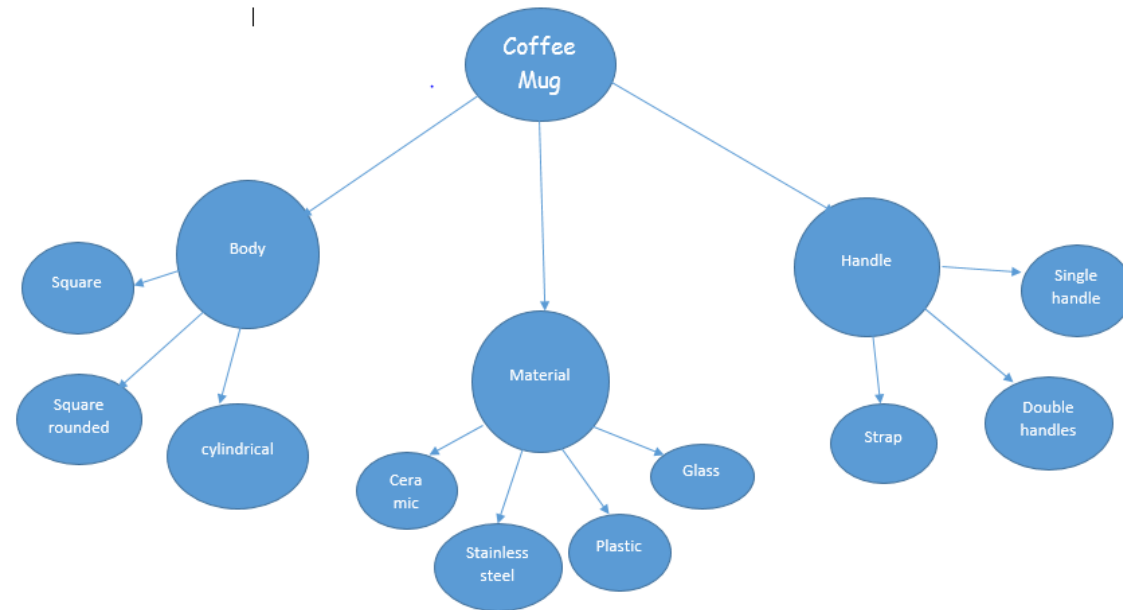 Coffee
Mug
Body
Square
Square
rounded
cylindrical
Material
Cera
mic
Stainless
steel
Plastic
Glass
Handle
Single
handle
Double
handles
Strap